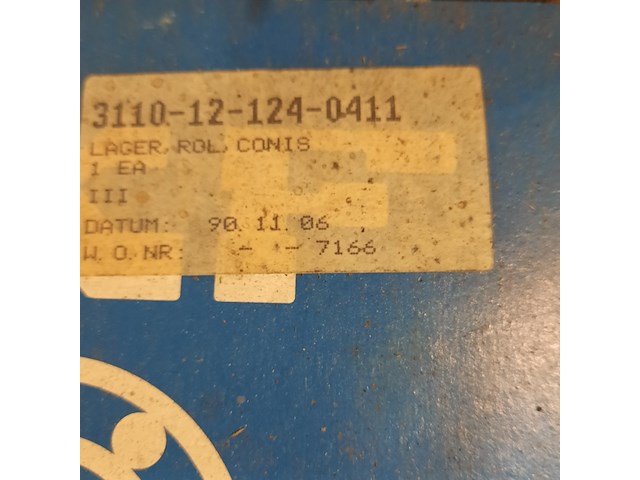 3110-12-124-0411
LAGER, ROL, CONIS
1 EA
III
DATUM: 90.11.06
W.O.NR: - - 7166